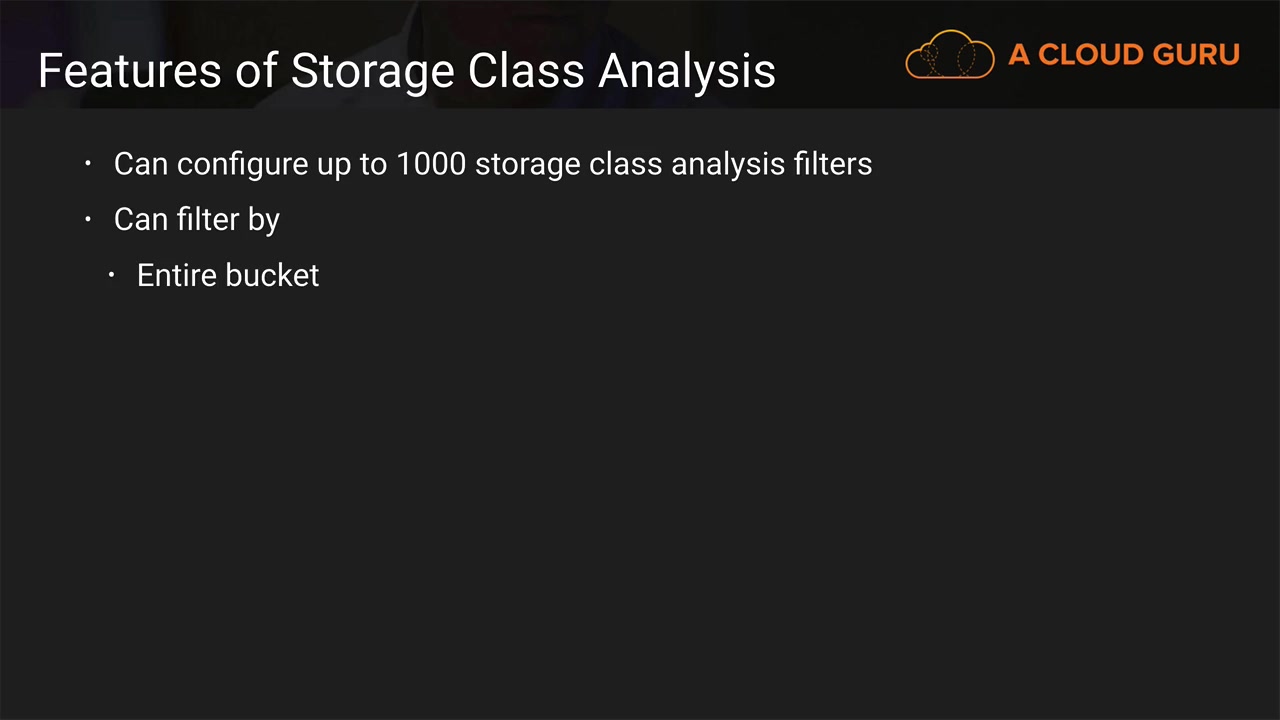 Features of Storage Class Analysis
A CLOUD GURU
· Can configure up to 1000 storage class analysis filters
· Can filter by
· Entire bucket